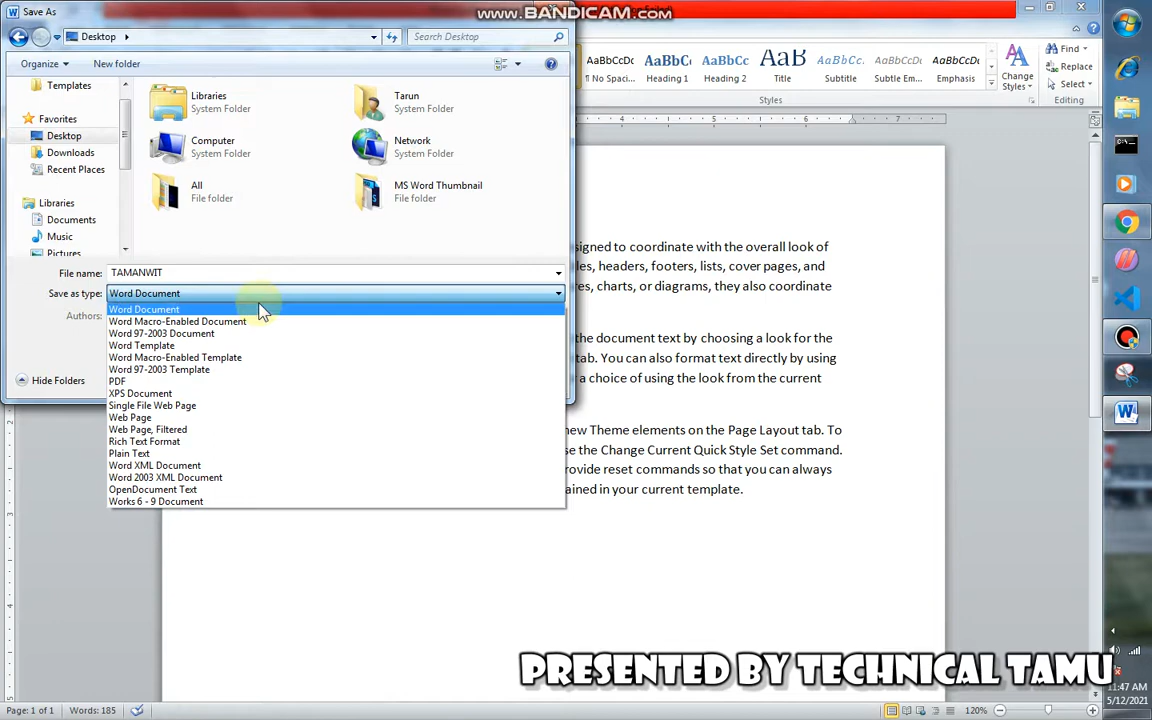 Save As
www.BANDICAM.com
Desktop
Search Desktop
Organize
New folder
Templates
Favorites
Desktop
Downloads
Recent Places
Libraries
Documents
Music
Pictures
Libraries
System Folder
Tarun
System Folder
Computer
System Folder
Network
System Folder
All
File folder
MS Word Thumbnail
File folder
File name: TAMANWIT
Save as type: Word Document
Authors:
Hide Folders
Word Document
Word Macro-Enabled Document
Word 97-2003 Document
Word Template
Word Macro-Enabled Template
Word 97-2003 Template
PDF
XPS Document
Single File Web Page
Web Page
Web Page, Filtered
Rich Text Format
Plain Text
Word XML Document
Word 2003 XML Document
OpenDocument Text
Works 6 - 9 Document
AaBbCcDc AaBbC AaBbCc AaB AaBbCc. AaBbCcDc AaBbCcDc
¶ No Spaci... Heading 1 Heading 2 Title Subtitle Subtle Em... Emphasis
Change
Styles
Find
Replace
Select
Styles
Editing
4 5 6 7
signed to coordinate with the overall look of
les, headers, footers, lists, cover pages, and
res, charts, or diagrams, they also coordinate
the document text by choosing a look for the
tab. You can also format text directly by using
a choice of using the look from the current
new Theme elements on the Page Layout tab. To
se the Change Current Quick Style Set command.
rovide reset commands so that you can always
ained in your current template.
PRESENTED BY TECHNICAL TAMU
Page: 1 of 1
Words: 185
120%
11:47 AM
5/12/2021